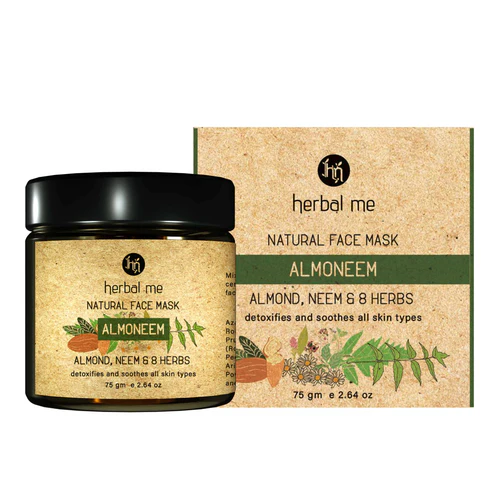 hn
herbal me
NATURAL FACE MASK
ALMONEEM
ALMOND, NEEM & 8 HERBS
detoxifies and soothes all skin types
75 gm e 2.64 oz
hn
herbal me
NATURAL FACE MASK
ALMONEEM
ALMOND, NEEM & 8 HERBS
detoxifies and soothes all skin types
75 gm e 2.64 oz